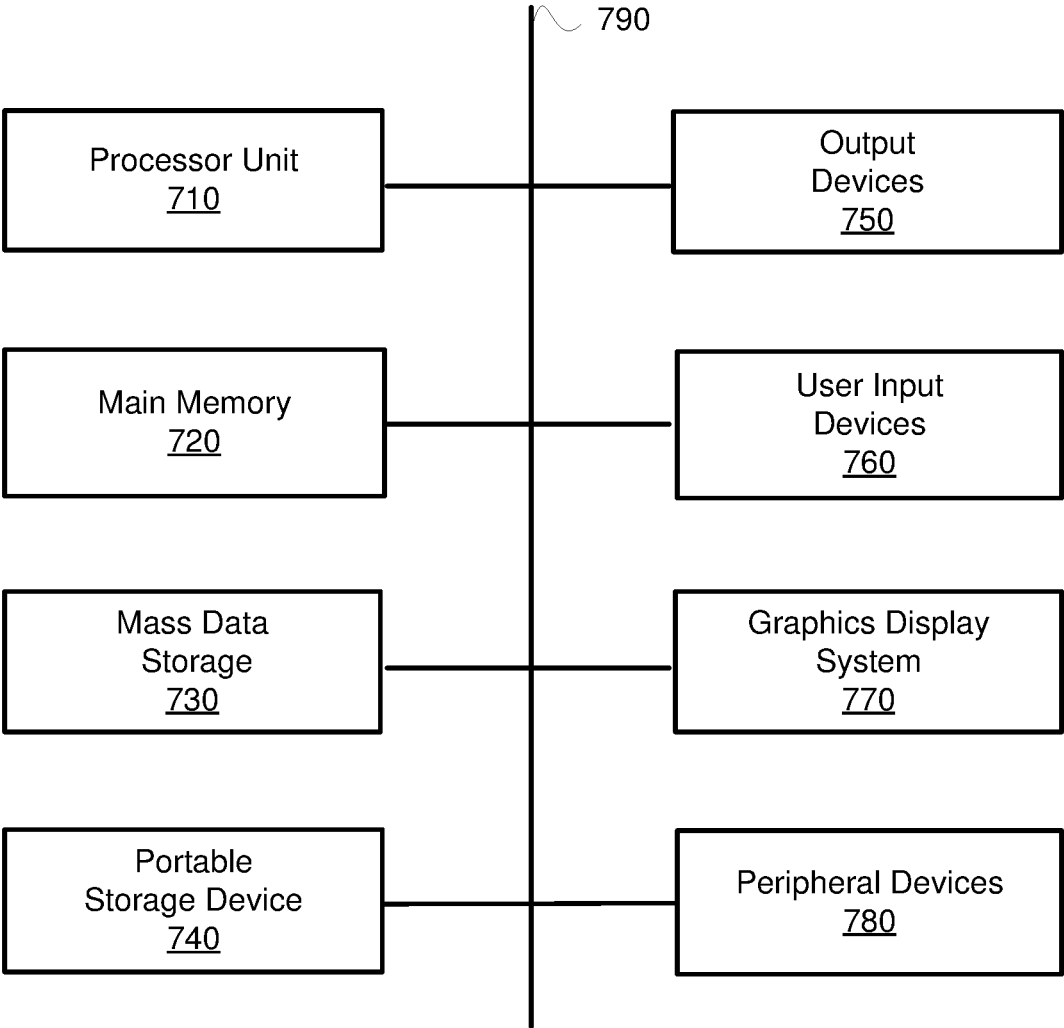 790
Processor Unit
710
Output
Devices
750
Main Memory
720
User Input
Devices
760
Mass Data
Storage
730
Graphics Display
System
770
Portable
Storage Device
740
Peripheral Devices
780